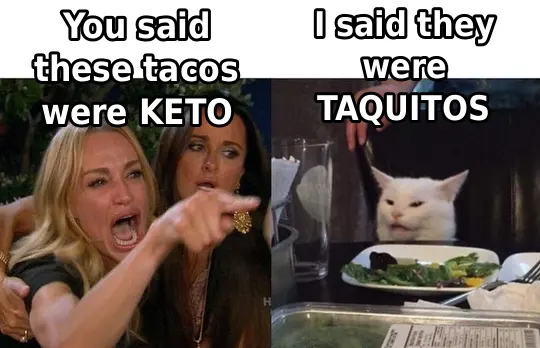 You said
these tacos
were KETO
I said they
were
TAQUITOS